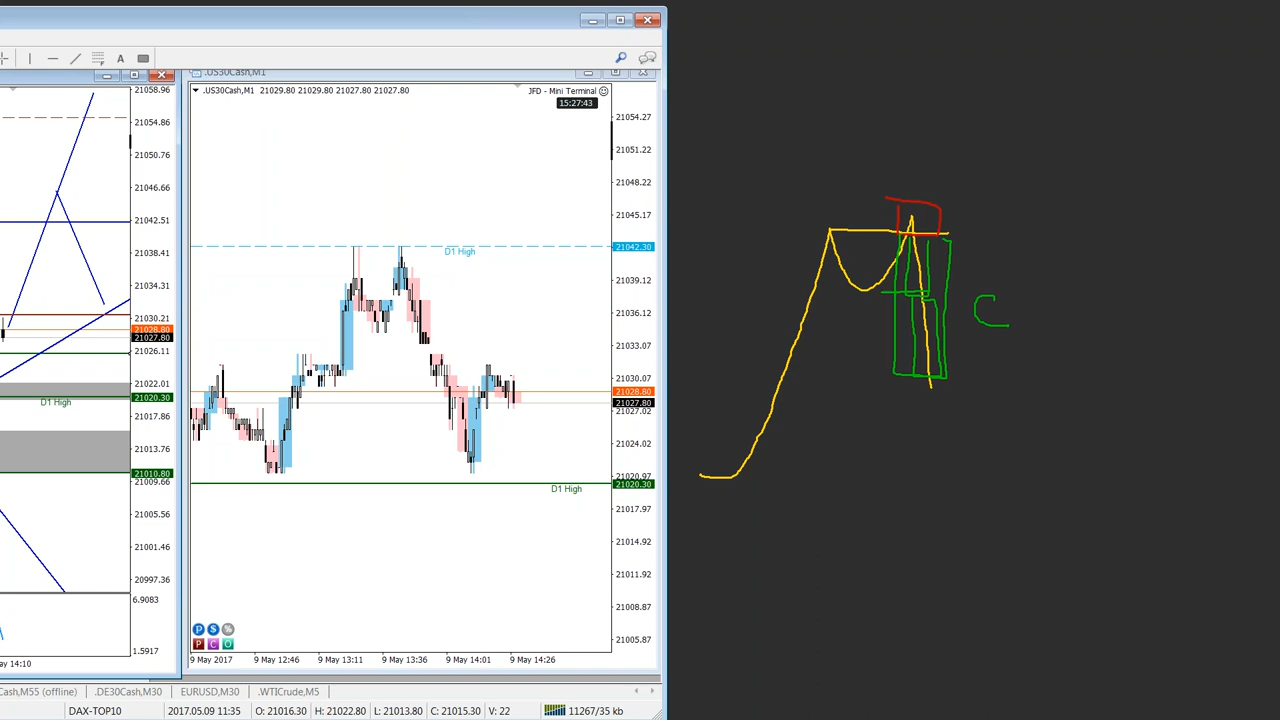 A
.US30Cash,M1
.US30Cash,M1 21029.80 21029.80 21027.80 21027.80
JFD - Mini Terminal
15:27:43
21058.96
21054.86
21050.76
21046.66
21042.51
21038.41
21034.31
21030.21
21028.80
21027.80
21026.11
21022.01
21020.30
D1 High
21017.86
21013.76
21010.80
21009.66
21005.56
21001.46
20997.36
6.9083
1.5917
ay 14:10
21054.27
21051.22
21048.22
21045.17
D1 High
21042.30
21039.12
21036.12
21033.07
21030.07
21028.80
21027.80
21027.02
21024.02
21020.97
D1 High
21020.30
21017.97
21014.92
21011.92
21008.87
21005.87
P S %
P C O
9 May 2017
9 May 12:46
9 May 13:11
9 May 13:36
9 May 14:01
9 May 14:26
C
Cash,M55 (offline)
.DE30Cash,M30
EURUSD,M30
.WTICrude,M5
DAX-TOP10
2017.05.09 11:35
O: 21016.30
H: 21022.80
L: 21013.80
C: 21015.30
V: 22
11267/35 kb